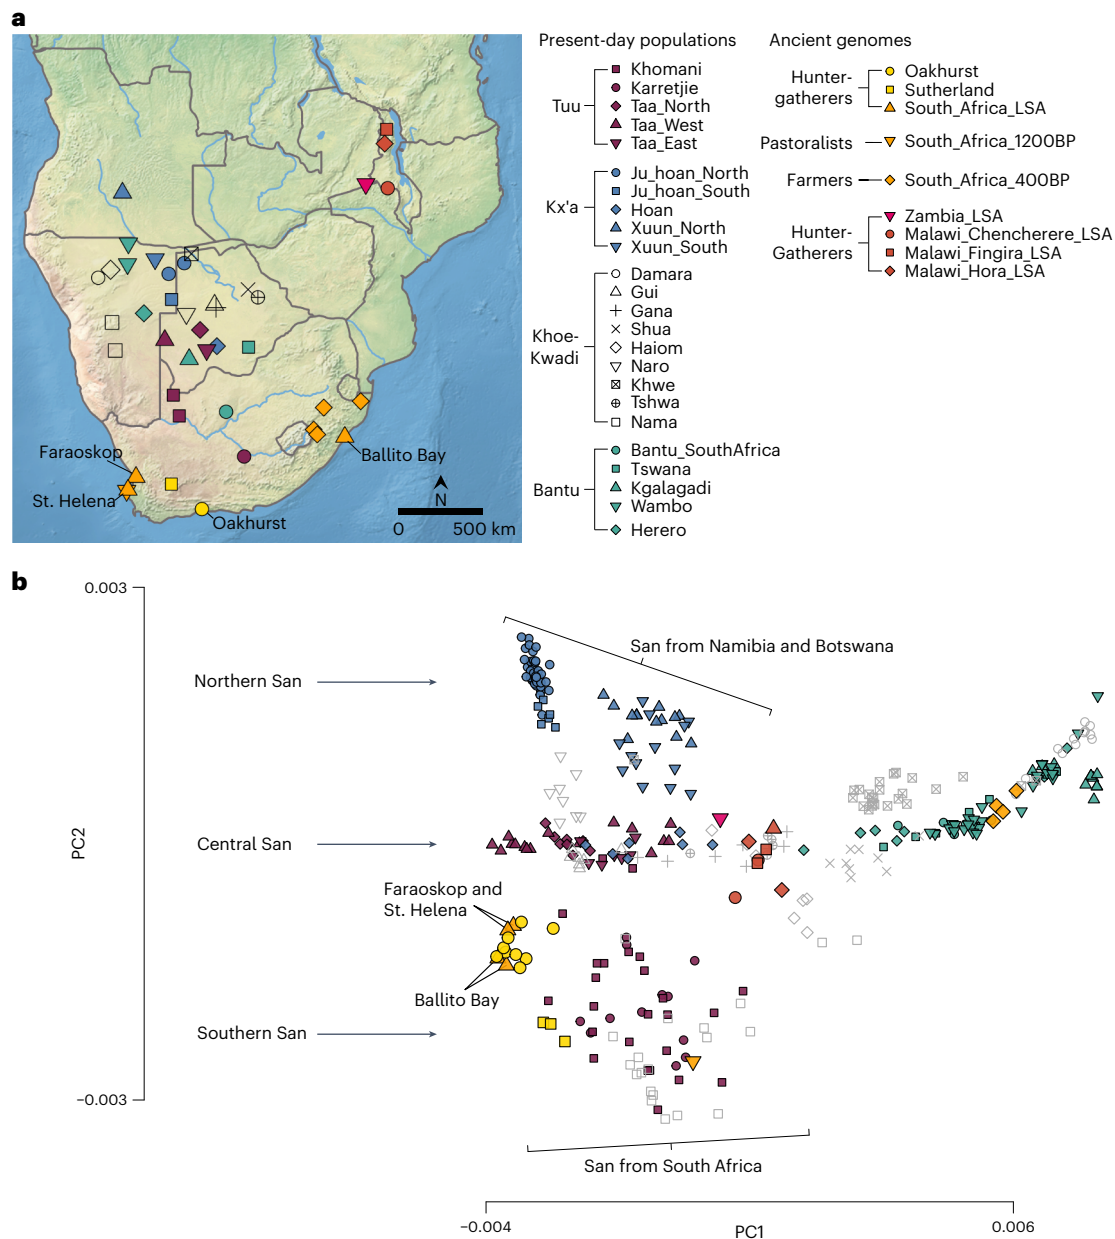 a
Present-day populations
Tuu
Khomani
Karretjie
Taa_North
Taa_West
Taa_East
Kx'a
Ju_hoan_North
Ju_hoan_South
Hoan
Xuun_North
Xuun_South
Khoe-
Kwadi
Damara
Gui
Gana
Shua
Haiom
Naro
Khwe
Tshwa
Nama
Bantu
Bantu_SouthAfrica
Tswana
Kgalagadi
Wambo
Herero
Ancient genomes
Hunter-
gatherers
Oakhurst
Sutherland
South_Africa_LSA
Pastoralists
South_Africa_1200BP
Farmers
South_Africa_400BP
Hunter-
Gatherers
Zambia_LSA
Malawi_Chencherere_LSA
Malawi_Fingira_LSA
Malawi_Hora_LSA
Faraoskop
St. Helena
Oakhurst
Ballito Bay
N
0 500 km
b
0.003
PC2
−0.003
Northern San
Central San
Southern San
San from Namibia and Botswana
Faraoskop and
St. Helena
Ballito Bay
San from South Africa
−0.004
PC1
0.006